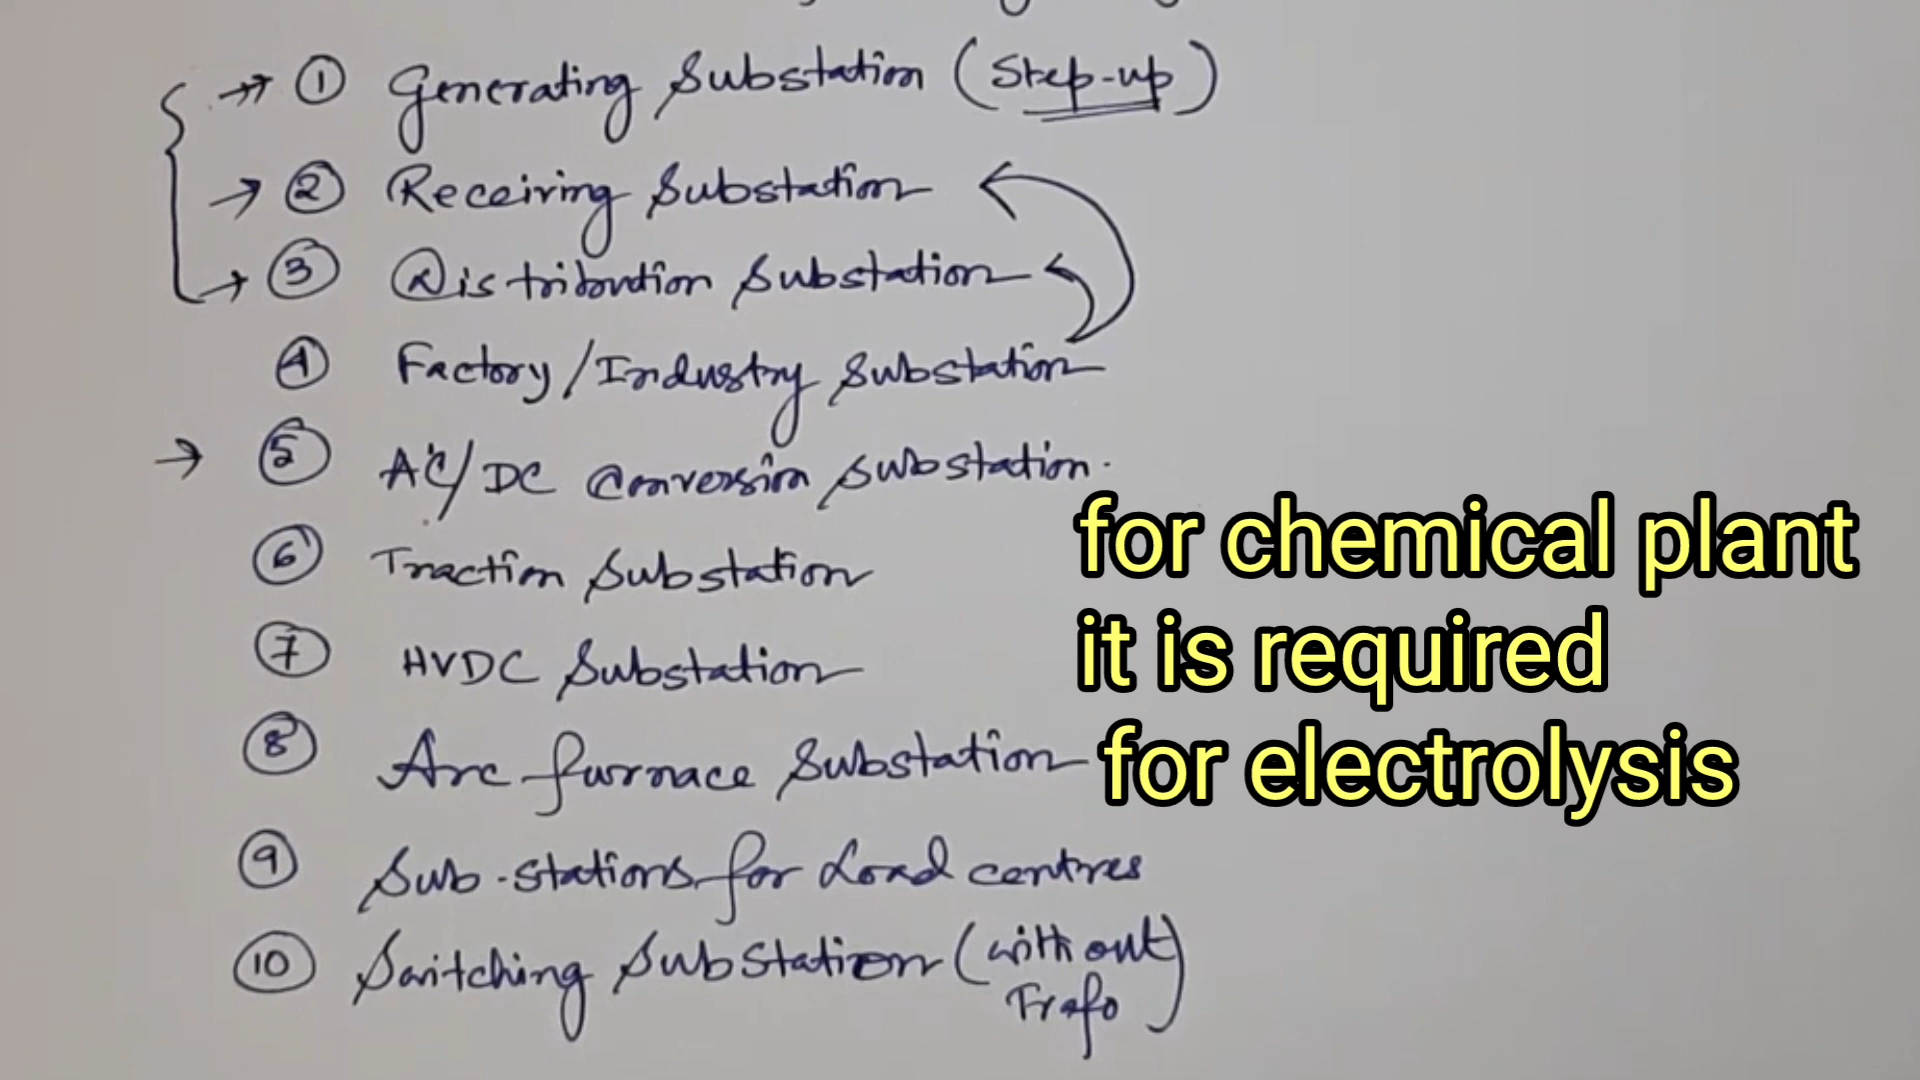 ① Generating Substation (Step-up)
② Receiving Substation
③ Distribution Substation
④ Factory/Industry Substation
⑤ AC/DC Conversion Substation.
⑥ Traction Substation
⑦ HVDC Substation
⑧ Arc furnace Substation
⑨ Sub-stations for Load centres
⑩ Switching Substation (without
Trafo)
for chemical plant
it is required
for electrolysis